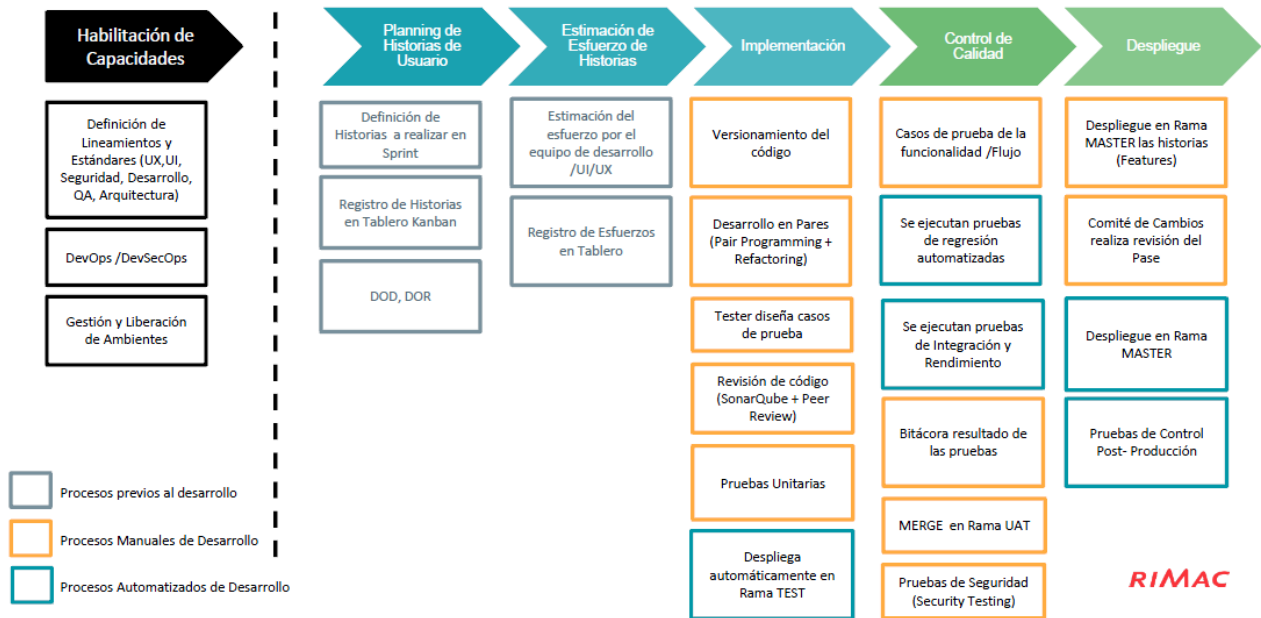 Habilitación de
Capacidades
Planning de
Historias de
Usuario
Estimación de
Esfuerzo de
Historias
Implementación
Control de
Calidad
Despliegue
Definición de
Lineamientos y
Estándares (UX,UI,
Seguridad, Desarrollo,
QA, Arquitectura)
DevOps /DevSecOps
Gestión y Liberación
de Ambientes
Definición de
Historias a realizar en
Sprint
Registro de Historias
en Tablero Kanban
DOD, DOR
Estimación del
esfuerzo por el
equipo de desarrollo
/UI/UX
Registro de Esfuerzos
en Tablero
Versionamiento del
código
Desarrollo en Pares
(Pair Programming +
Refactoring)
Tester diseña casos
de prueba
Revisión de código
(SonarQube + Peer
Review)
Pruebas Unitarias
Despliega
automáticamente en
Rama TEST
Casos de prueba de la
funcionalidad /Flujo
Se ejecutan pruebas
de regresión
automatizadas
Se ejecutan pruebas
de Integración y
Rendimiento
Bitácora resultado de
las pruebas
MERGE en Rama UAT
Pruebas de Seguridad
(Security Testing)
Despliegue en Rama
MASTER las historias
(Features)
Comité de Cambios
realiza revisión del
Pase
Despliegue en Rama
MASTER
Pruebas de Control
Post- Producción
Procesos previos al desarrollo
Procesos Manuales de Desarrollo
Procesos Automatizados de Desarrollo
RIMAC